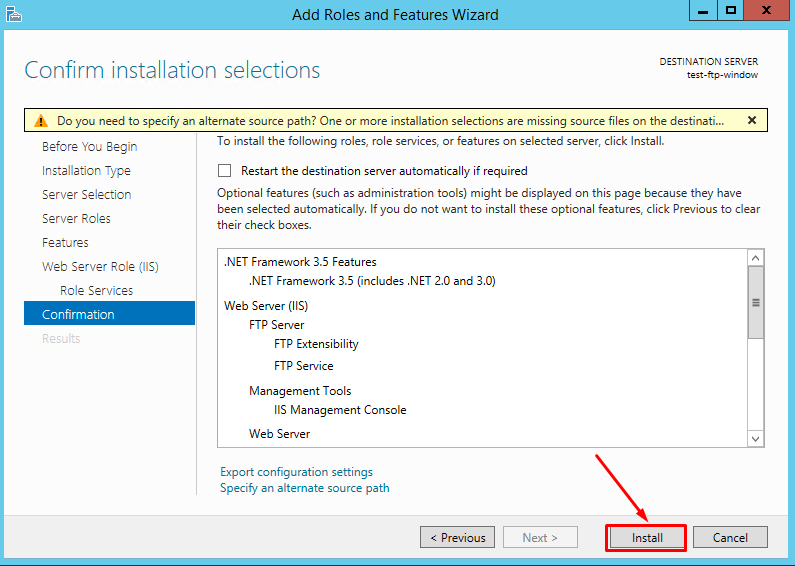 Add Roles and Features Wizard
Confirm installation selections
DESTINATION SERVER
test-ftp-window
Do you need to specify an alternate source path? One or more installation selections are missing source files on the destinati...
Before You Begin
Installation Type
Server Selection
Server Roles
Features
Web Server Role (IIS)
Role Services
Confirmation
Results
To install the following roles, role services, or features on selected server, click Install.
Restart the destination server automatically if required
Optional features (such as administration tools) might be displayed on this page because they have
been selected automatically. If you do not want to install these optional features, click Previous to clear
their check boxes.
.NET Framework 3.5 Features
.NET Framework 3.5 (includes .NET 2.0 and 3.0)
Web Server (IIS)
FTP Server
FTP Extensibility
FTP Service
Management Tools
IIS Management Console
Web Server
Export configuration settings
Specify an alternate source path
< Previous
Next >
Install
Cancel